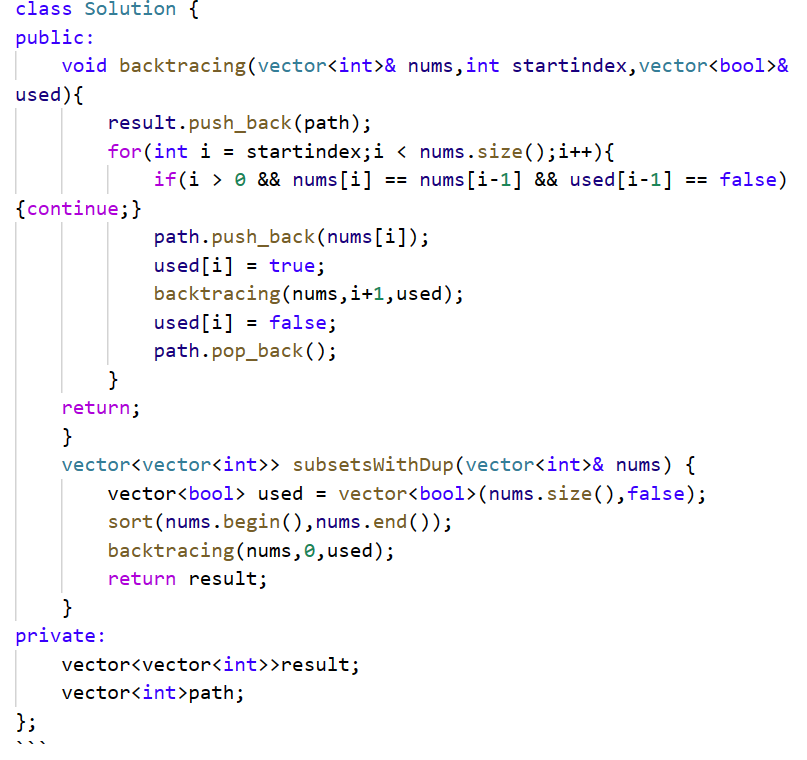 class Solution {
public:
    void backtracing(vector<int>& nums,int startindex,vector<bool>&
used){
        result.push_back(path);
        for(int i = startindex;i < nums.size();i++){
            if(i > 0 && nums[i] == nums[i-1] && used[i-1] == false)
{continue;}
            path.push_back(nums[i]);
            used[i] = true;
            backtracing(nums,i+1,used);
            used[i] = false;
            path.pop_back();
        }
    return;
    }
    vector<vector<int>> subsetsWithDup(vector<int>& nums) {
        vector<bool> used = vector<bool>(nums.size(),false);
        sort(nums.begin(),nums.end());
        backtracing(nums,0,used);
        return result;
    }
private:
    vector<vector<int>>result;
    vector<int>path;
};
```